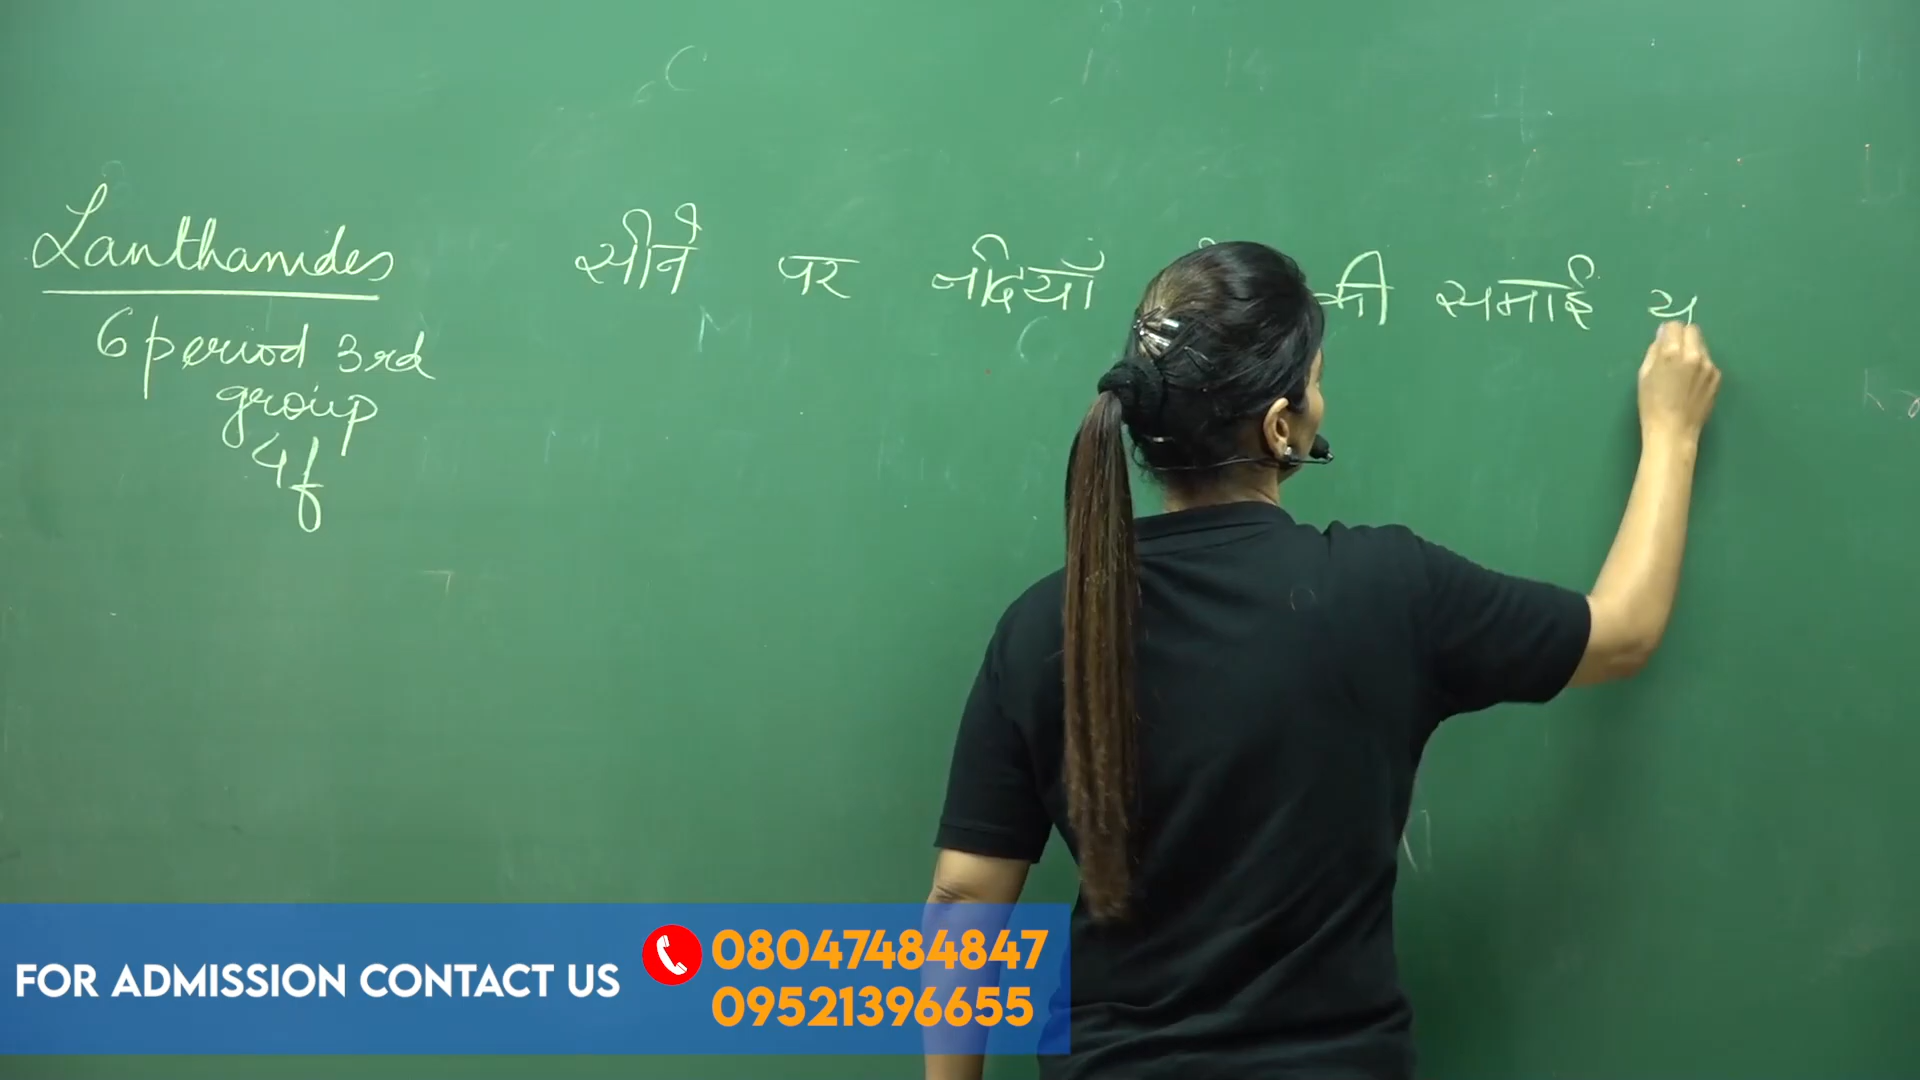 Lanthanides
6 period 3rd
group
4f
सीने पर नदियाँ की समाई
FOR ADMISSION CONTACT US
08047484847
09521396655